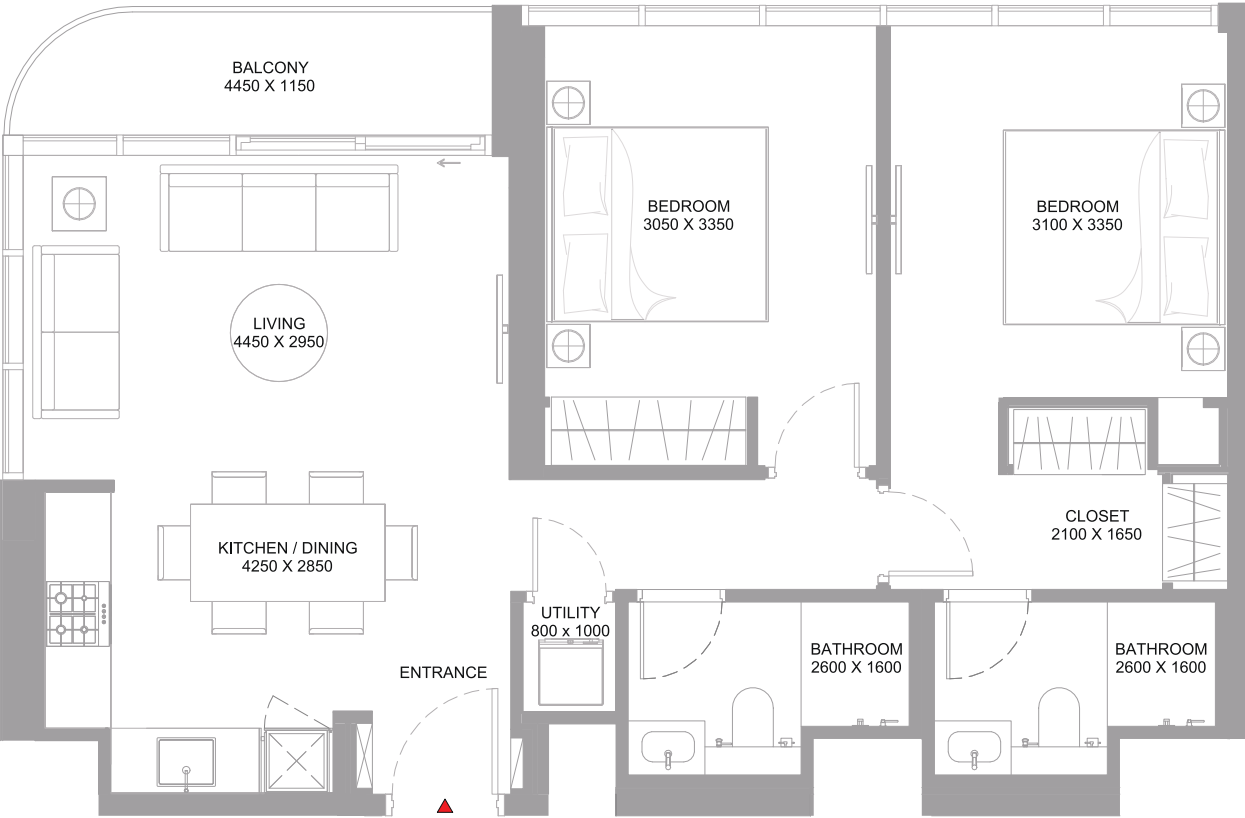 BALCONY
4450 X 1150
BEDROOM
3050 X 3350
BEDROOM
3100 X 3350
LIVING
4450 X 2950
KITCHEN / DINING
4250 X 2850
CLOSET
2100 X 1650
UTILITY
800 x 1000
BATHROOM
2600 X 1600
BATHROOM
2600 X 1600
ENTRANCE